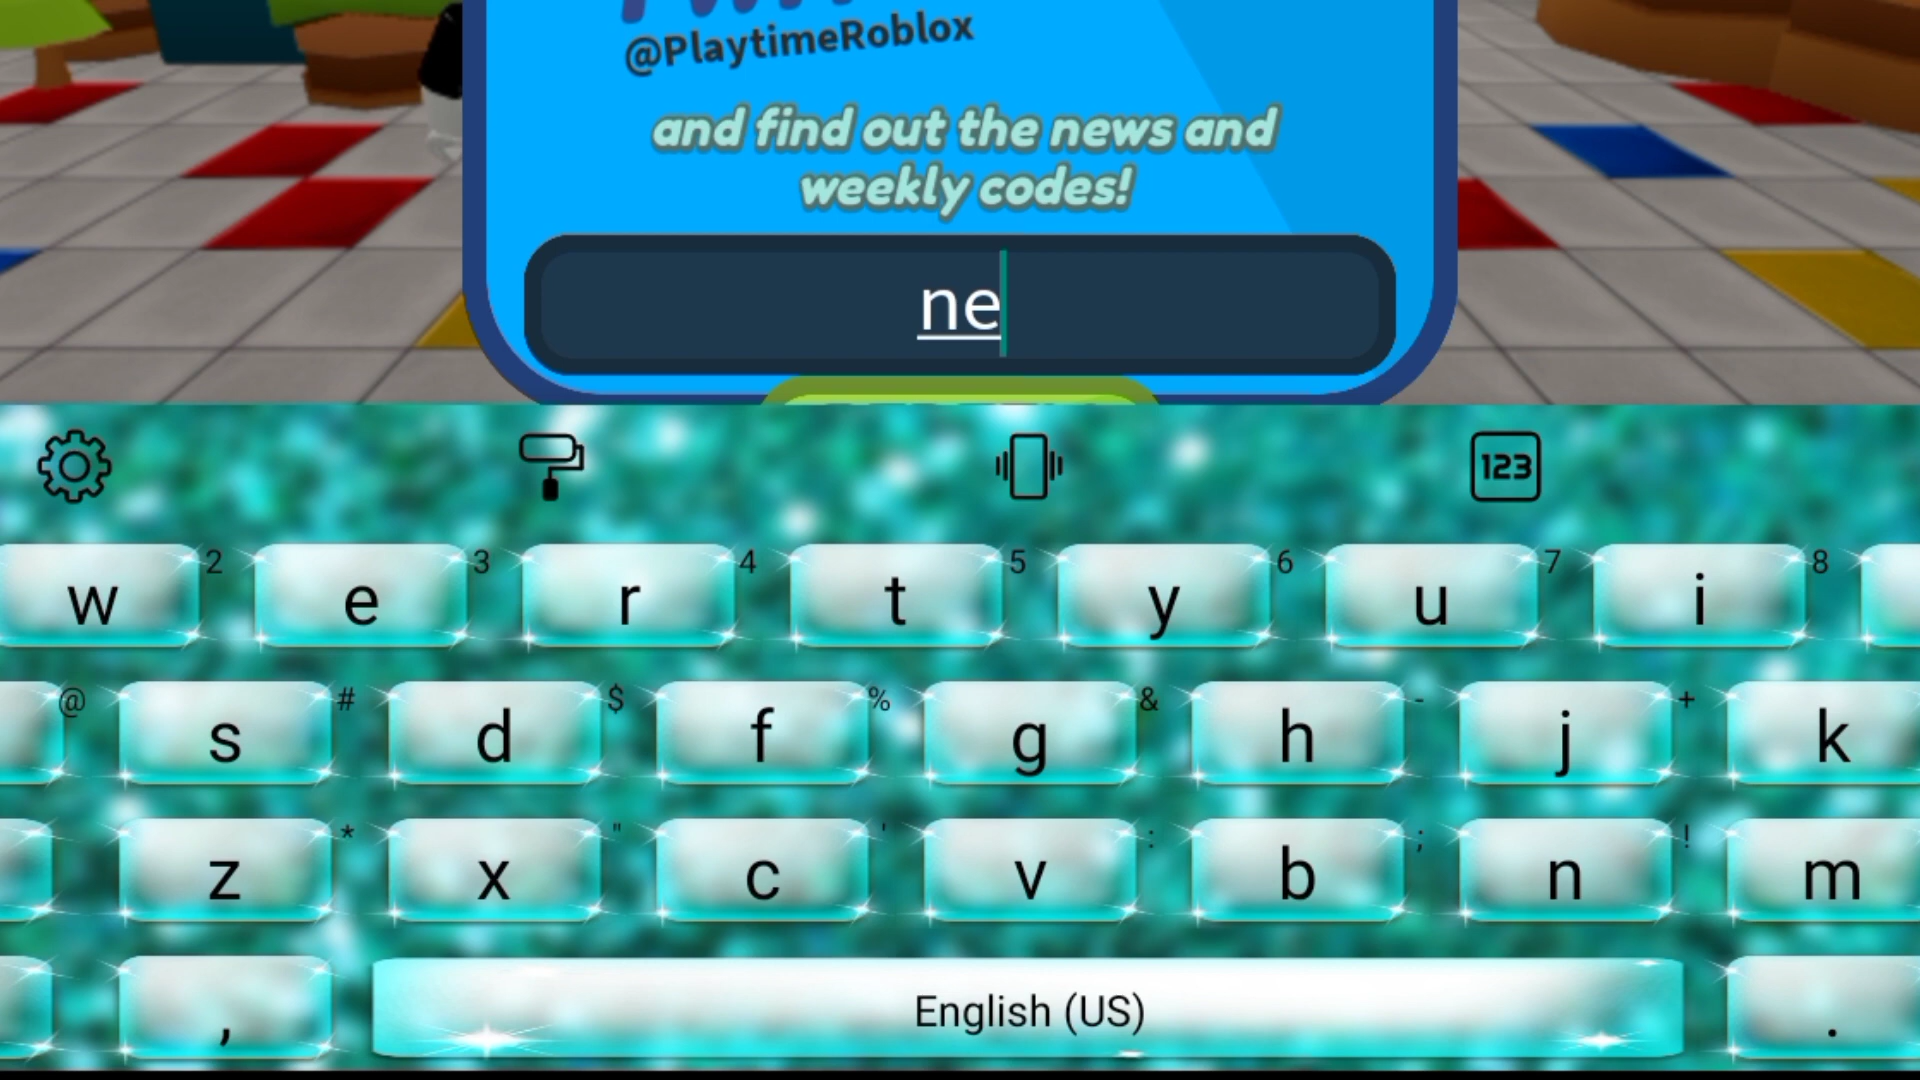 @PlaytimeRoblox
and find out the news and
weekly codes!
ne
123
w 2 e 3 r 4 t 5 y 6 u 7 i 8
@ s # d $ f % g & h - j + k
z * x " c ' v : b ; n ! m
, English (US) .